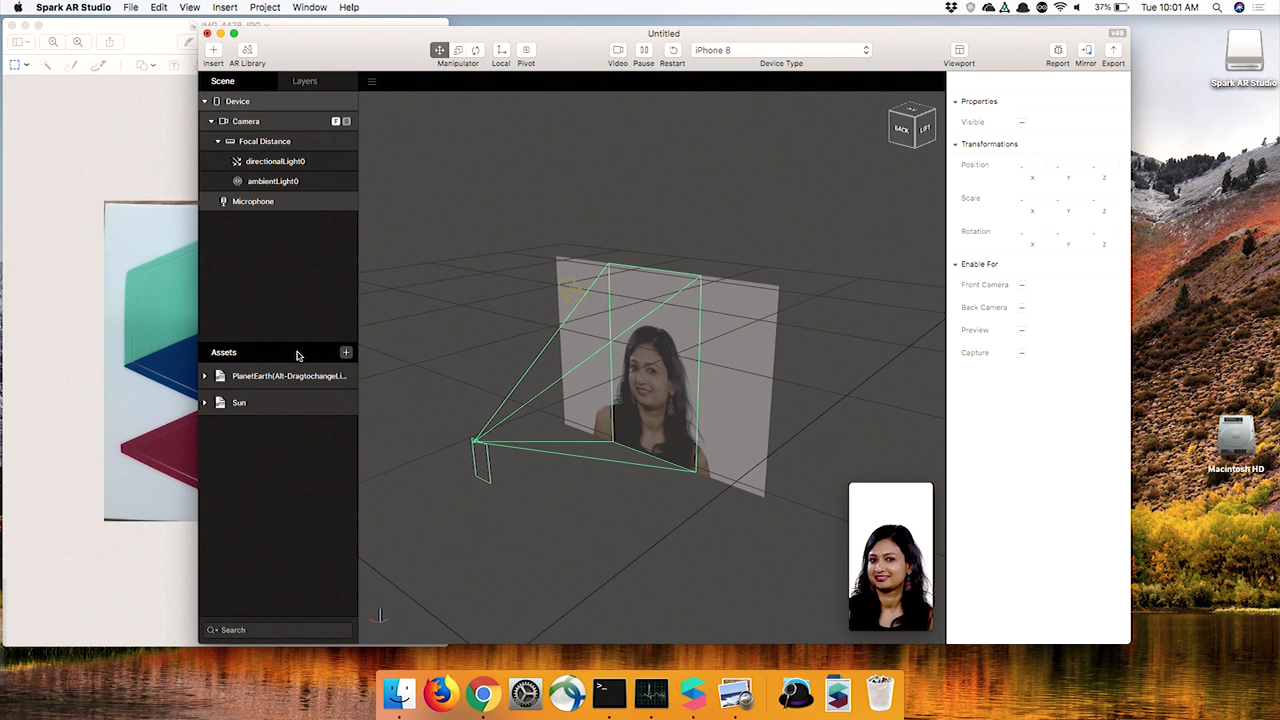 Spark AR Studio File Edit View Insert Project Window Help
37% Tue 10:01 AM
IMG_4478.JPG
Untitled
v49
Insert AR Library
Manipulator
Local Pivot
Video Pause Restart
iPhone 8
Device Type
Viewport
Report Mirror Export
Scene Layers
Device
Camera
F B
Focal Distance
directionalLight0
ambientLight0
Microphone
Assets
PlanetEarth(Alt-DragtochangeLi...
Sun
Search
BACK LEFT
Properties
Visible
Transformations
Position - - -
X Y Z
Scale - - -
X Y Z
Rotation - - -
X Y Z
Enable For
Front Camera
Back Camera
Preview
Capture
Spark AR Studio
Macintosh HD